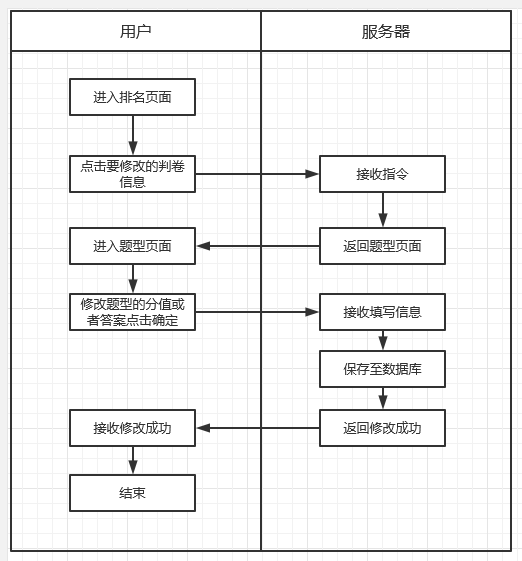 用户
服务器
进入排名页面
点击要修改的判卷
信息
接收指令
进入题型页面
返回题型页面
修改题型的分值或
者答案点击确定
接收填写信息
保存至数据库
接收修改成功
返回修改成功
结束